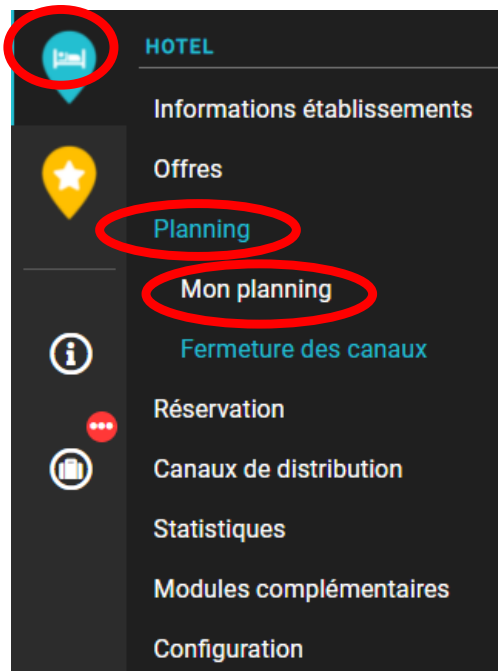 HOTEL
Informations établissements
Offres
Planning
Mon planning
Fermeture des canaux
Réservation
Canaux de distribution
Statistiques
Modules complémentaires
Configuration